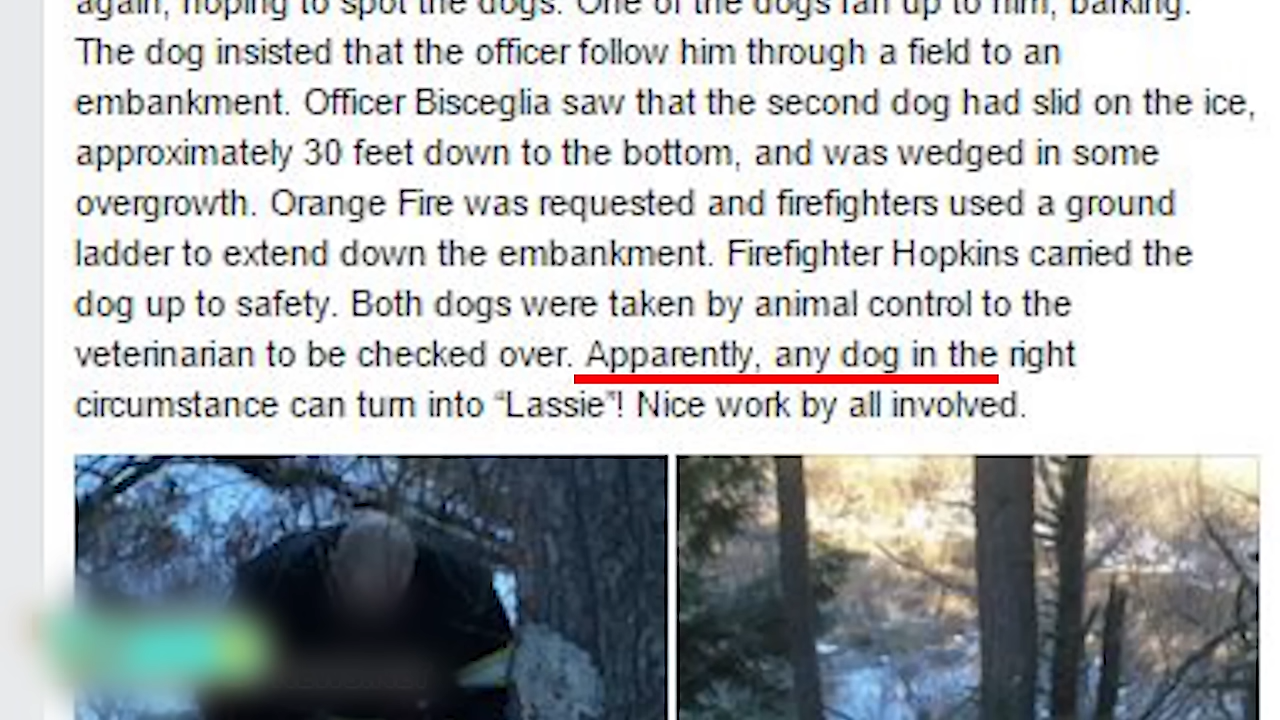 again, hoping to spot the dogs. One of the dogs ran up to him, barking.
The dog insisted that the officer follow him through a field to an
embankment. Officer Bisceglia saw that the second dog had slid on the ice,
approximately 30 feet down to the bottom, and was wedged in some
overgrowth. Orange Fire was requested and firefighters used a ground
ladder to extend down the embankment. Firefighter Hopkins carried the
dog up to safety. Both dogs were taken by animal control to the
veterinarian to be checked over. Apparently, any dog in the right
circumstance can turn into “Lassie”! Nice work by all involved.